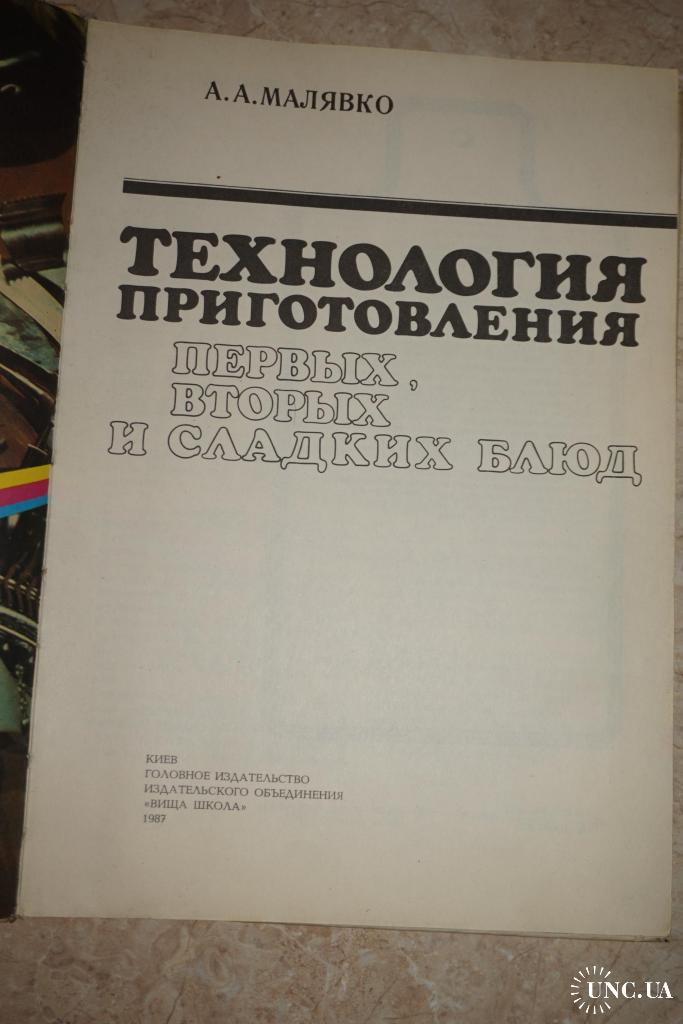 А. А. МАЛЯВКО
ТЕХНОЛОГИЯ
ПРИГОТОВЛЕНИЯ
ПЕРВЫХ,
ВТОРЫХ
И СЛАДКИХ БЛЮД
КИЕВ
ГОЛОВНОЕ ИЗДАТЕЛЬСТВО
ИЗДАТЕЛЬСКОГО ОБЪЕДИНЕНИЯ
«ВИЩА ШКОЛА»
1987
UNC.UA